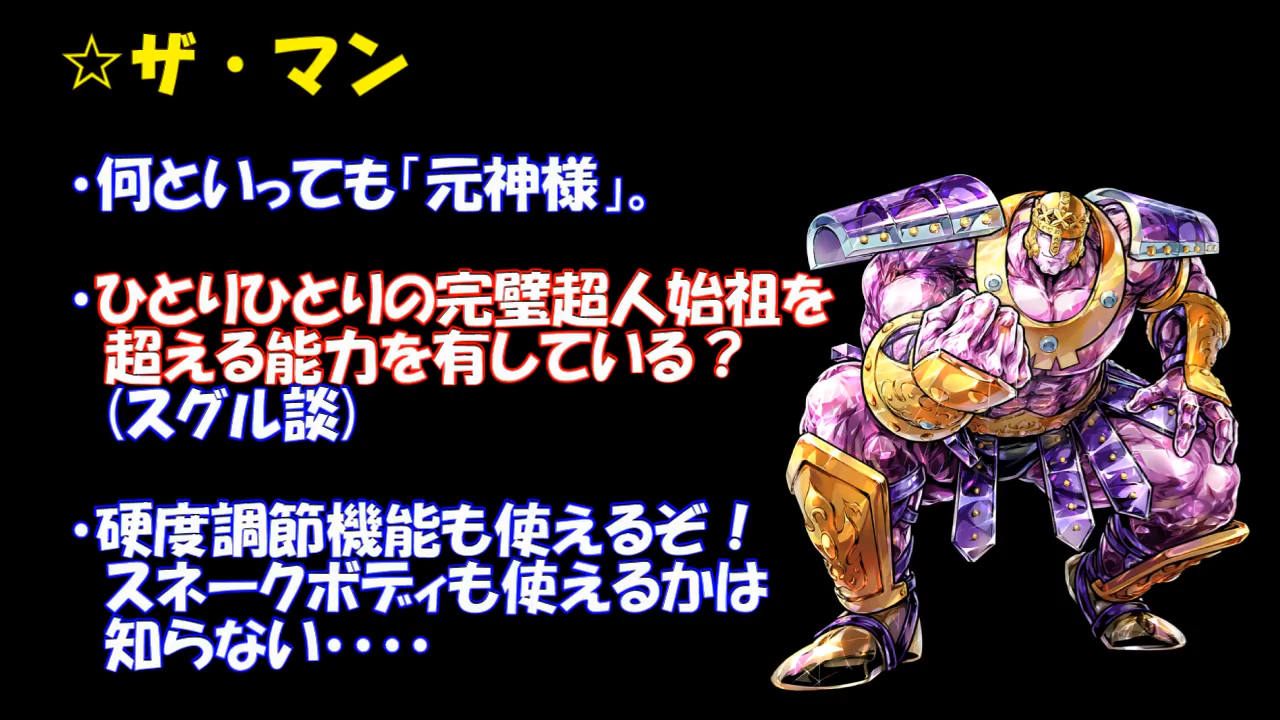 ☆ザ・マン
・何といっても「元神様」。
・ひとりひとりの完璧超人始祖を
超える能力を有している？
(スグル談)
・硬度調節機能も使えるぞ！
スネークボディも使えるかは
知らない・・・・